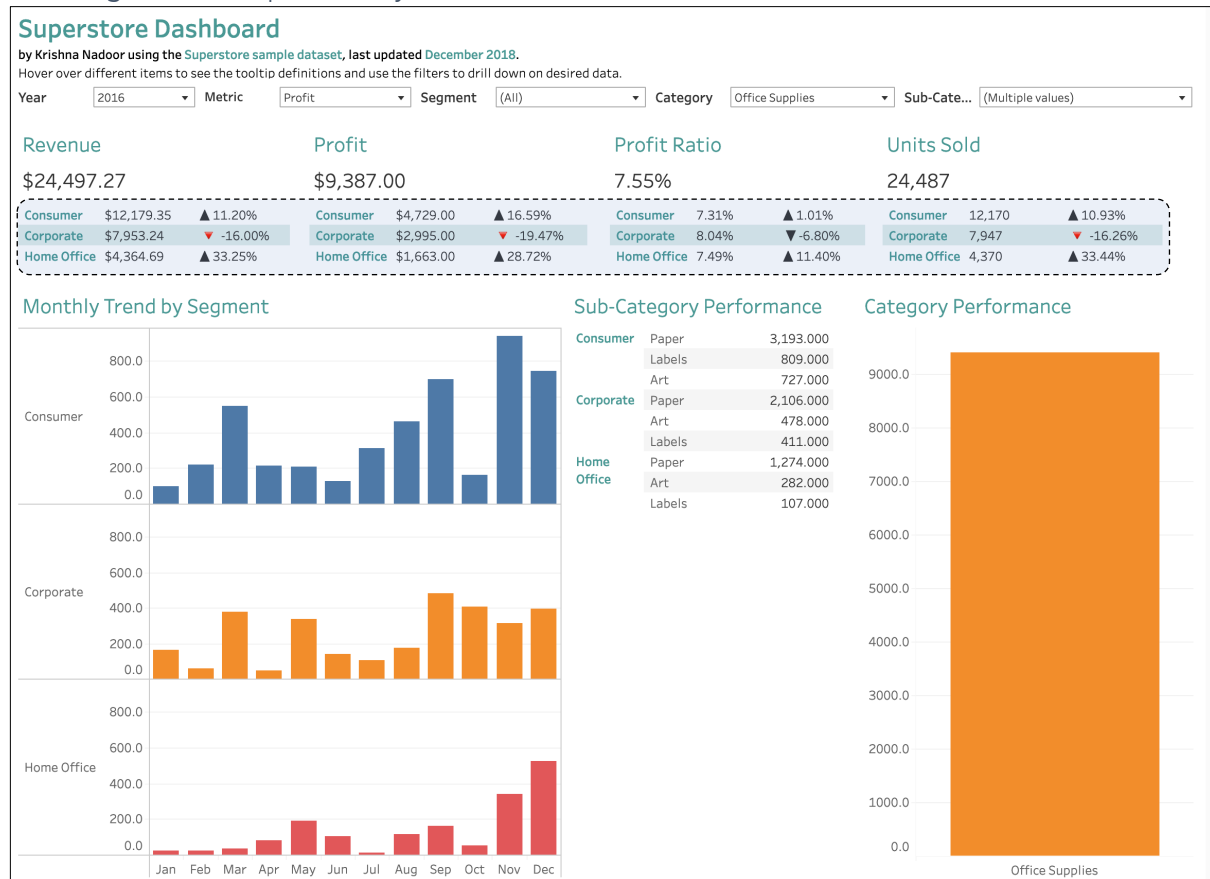 Superstore Dashboard
by Krishna Nadoor using the Superstore sample dataset, last updated December 2018.
Hover over different items to see the tooltip definitions and use the filters to drill down on desired data.
Year 2016 Metric Profit Segment (All) Category Office Supplies Sub-Cate... (Multiple values)
Revenue Profit Profit Ratio Units Sold
$24,497.27 $9,387.00 7.55% 24,487
Consumer $12,179.35 ▲ 11.20% Consumer $4,729.00 ▲ 16.59% Consumer 7.31% ▲ 1.01% Consumer 12,170 ▲ 10.93%
Corporate $7,953.24 ▼ -16.00% Corporate $2,995.00 ▼ -19.47% Corporate 8.04% ▼ -6.80% Corporate 7,947 ▼ -16.26%
Home Office $4,364.69 ▲ 33.25% Home Office $1,663.00 ▲ 28.72% Home Office 7.49% ▲ 11.40% Home Office 4,370 ▲ 33.44%
Monthly Trend by Segment
Consumer
800.0
600.0
400.0
200.0
0.0
Corporate
800.0
600.0
400.0
200.0
0.0
Home Office
800.0
600.0
400.0
200.0
0.0
Jan Feb Mar Apr May Jun Jul Aug Sep Oct Nov Dec
Sub-Category Performance
Consumer Paper 3,193.000
Labels 809.000
Art 727.000
Corporate Paper 2,106.000
Art 478.000
Labels 411.000
Home Paper 1,274.000
Office Art 282.000
Labels 107.000
Category Performance
9000.0
8000.0
7000.0
6000.0
5000.0
4000.0
3000.0
2000.0
1000.0
0.0
Office Supplies